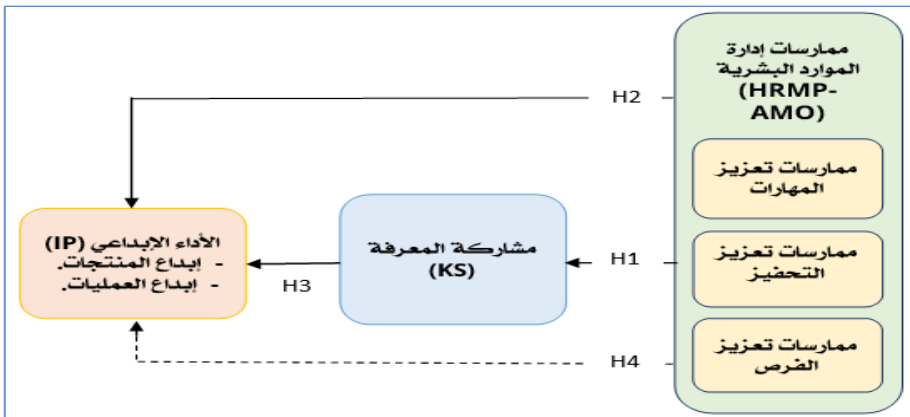 ممارسات إدارة
الموارد البشرية
(HRMP-
AMO)
ممارسات تعزيز
المهارات
ممارسات تعزيز
التحفيز
ممارسات تعزيز
الفرص
H2
H1
H4
مشاركة المعرفة
(KS)
H3
الأداء الإبداعي (IP)
- إبداع المنتجات.
- إبداع العمليات.